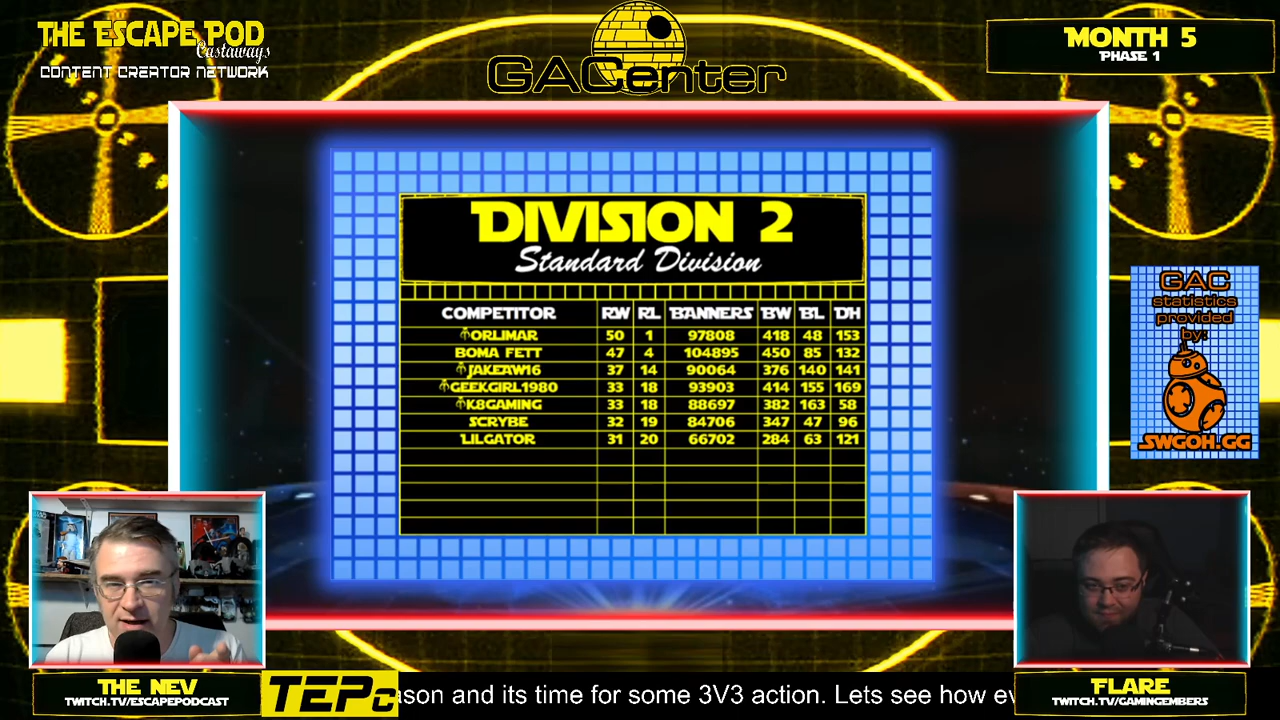 THE ESCAPE POD
Castaways
CONTENT CREATOR NETWORK
GACenter
MONTH 5
PHASE 1
DIVISION 2
Standard Division
COMPETITOR RW RL BANNERS BW BL DH
ORLIMAR 50 1 97808 418 48 153
BOMA FETT 47 4 104895 450 85 132
JAKEAW16 37 14 90064 376 140 141
GEEKGIRL1980 33 18 93903 414 155 169
K8GAMING 33 18 88697 382 163 58
SCRYBE 32 19 84706 347 47 96
LILGATOR 31 20 66702 284 63 121
GAC
statistics
provided
by:
SWGOH.GG
THE NEV
TWITCH.TV/ESCAPEPODCAST
FLARE
TWITCH.TV/GAMINGEMBERS
TEPc
ason and its time for some 3V3 action. Lets see how ev